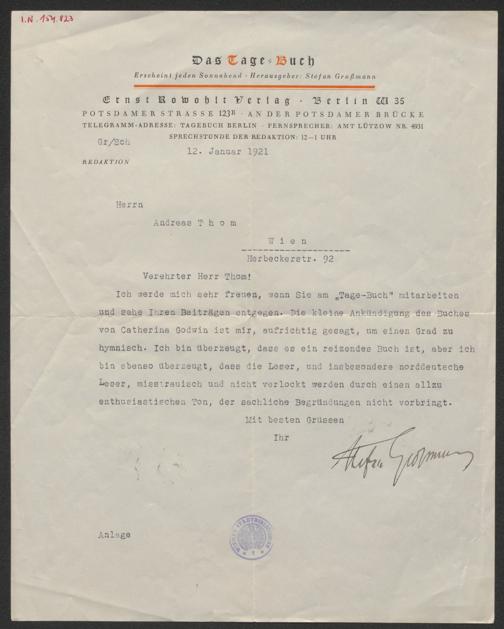 I.N. 154.823
Das Tage-Buch
Erscheint jeden Sonnabend · Herausgeber: Stefan Großmann
Ernst Rowohlt Verlag · Berlin W 35
POTSDAMER STRASSE 123 B · AN DER POTSDAMER BRÜCKE
TELEGRAMM-ADRESSE: TAGEBUCH BERLIN · FERNSPRECHER: AMT LÜTZOW NR. 4931
SPRECHSTUNDE DER REDAKTION: 12—1 UHR
Gr/Sch
12. Januar 1921
REDAKTION
Herrn
Andreas Thom
Wien
Herbeckerstr. 92
Verehrter Herr Thom!
Ich werde mich sehr freuen, wenn Sie am „Tage-Buch" mitarbeiten
und sehe Ihren Beiträgen entgegen. Die kleine Ankündigung des Buches
von Catherina Godwin ist mir, aufrichtig gesagt, um einen Grad zu
hymnisch. Ich bin überzeugt, dass es ein reizendes Buch ist, aber ich
bin ebenso überzeugt, dass die Leser, und insbesondere norddeutsche
Leser, misstrauisch und nicht verlockt werden durch einen allzu
enthusiastischen Ton, der sachliche Begründungen nicht vorbringt.
Mit besten Grüssen
Ihr
Stefan Großmann
Anlage